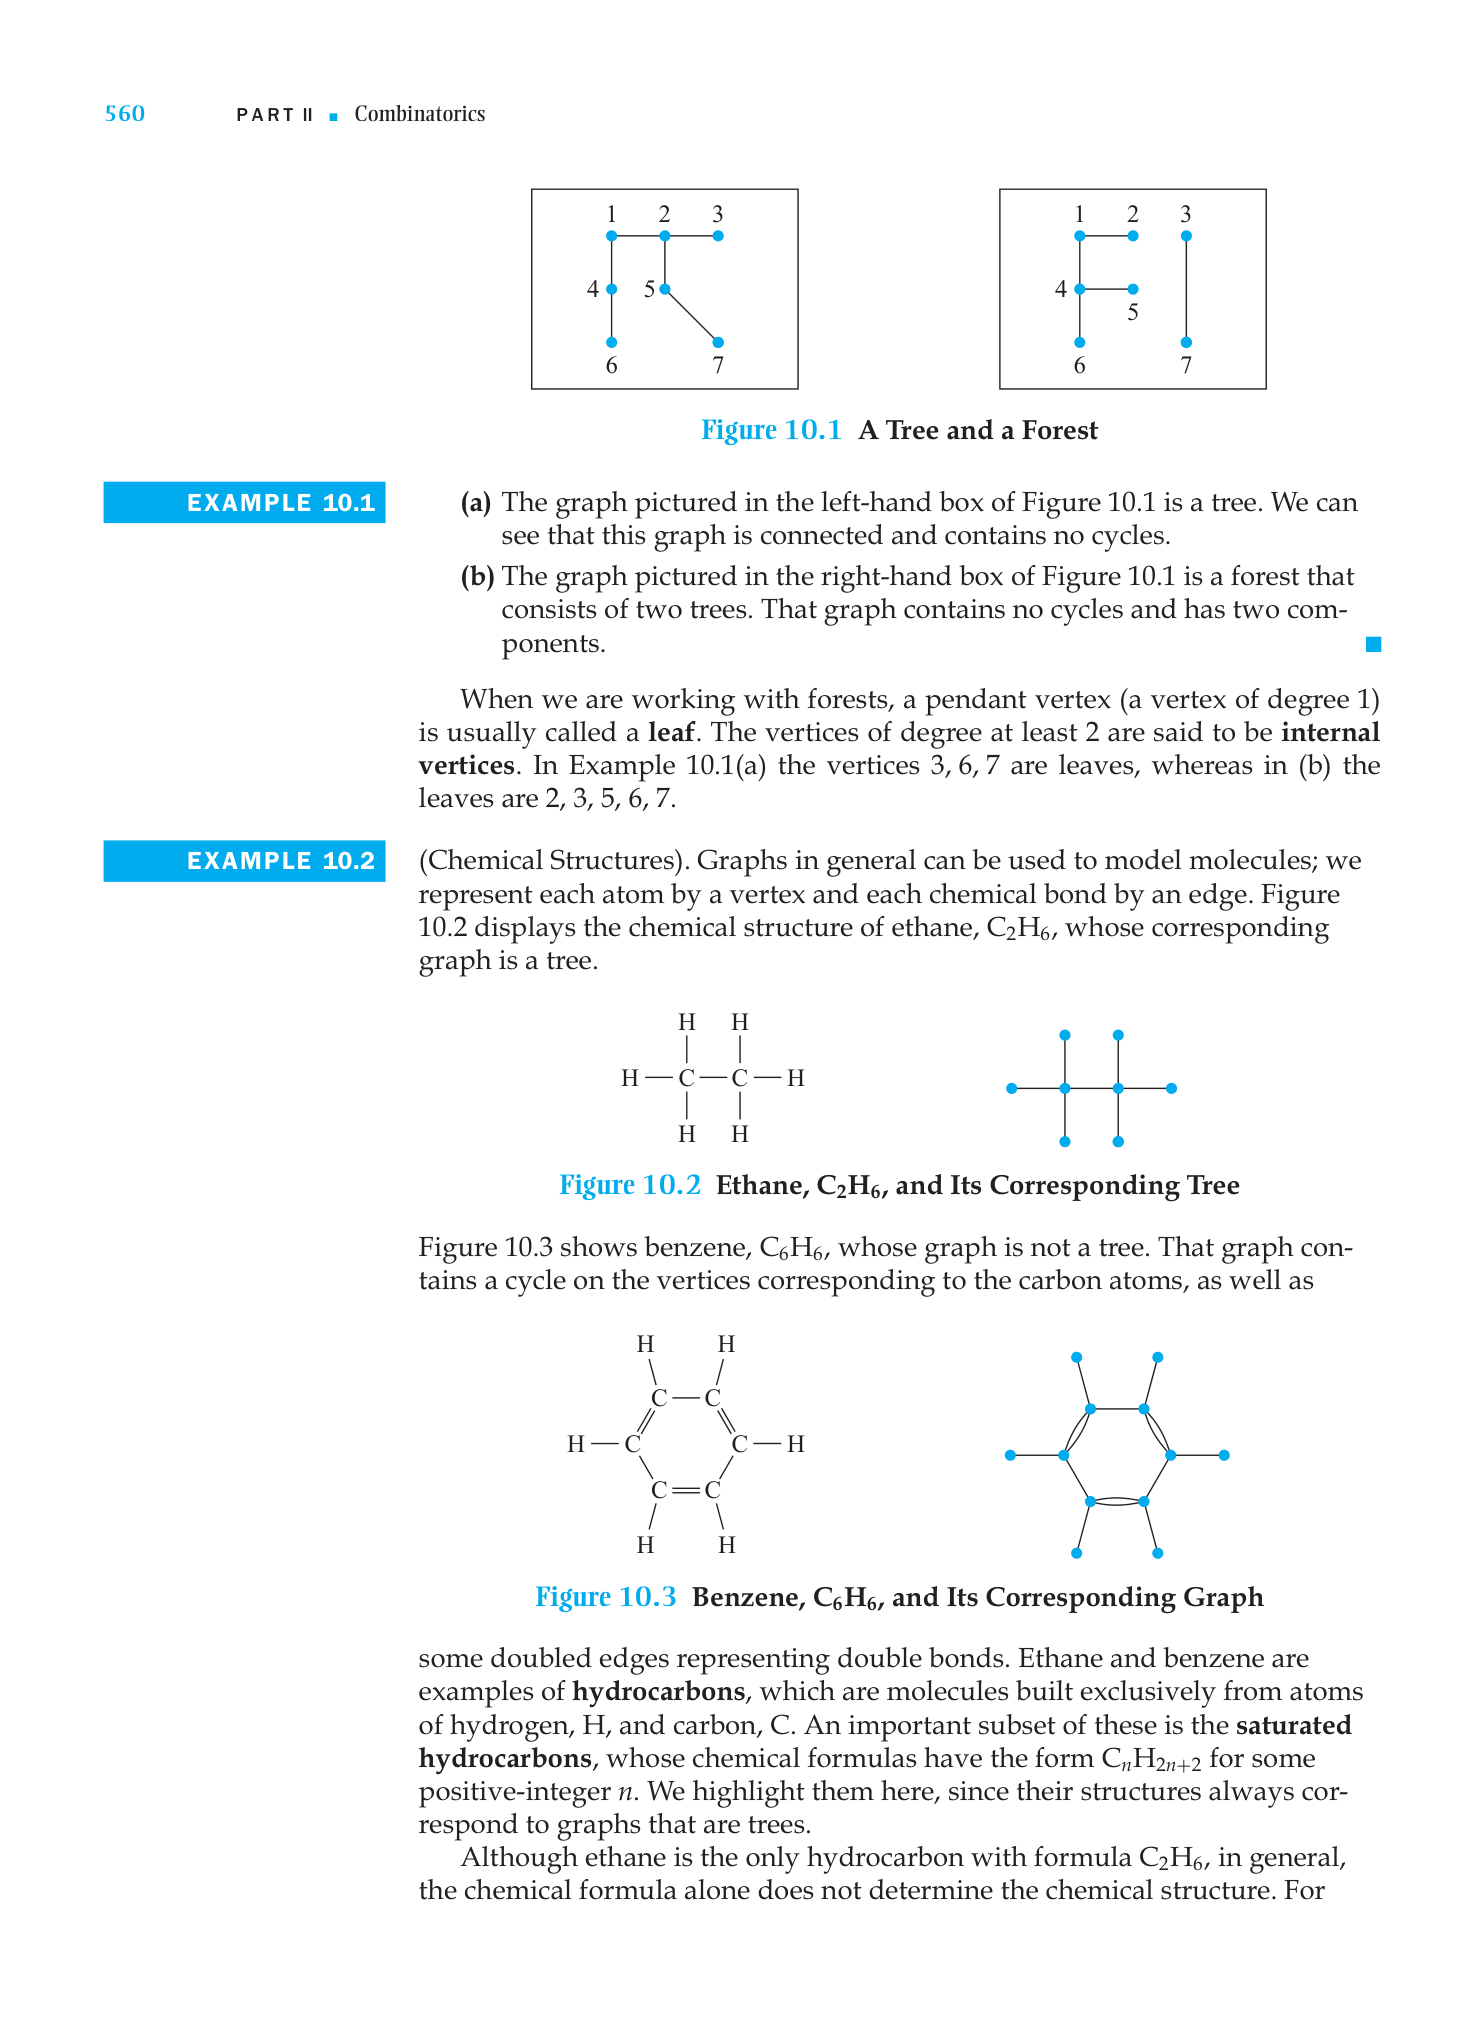 560 PART II ■ Combinatorics
1 2 3
4 5
6 7
1 2 3
4
5
6 7
Figure 10.1 A Tree and a Forest
EXAMPLE 10.1
(a) The graph pictured in the left-hand box of Figure 10.1 is a tree. We can
see that this graph is connected and contains no cycles.
(b) The graph pictured in the right-hand box of Figure 10.1 is a forest that
consists of two trees. That graph contains no cycles and has two com-
ponents. ■
When we are working with forests, a pendant vertex (a vertex of degree 1)
is usually called a leaf. The vertices of degree at least 2 are said to be internal
vertices. In Example 10.1(a) the vertices 3, 6, 7 are leaves, whereas in (b) the
leaves are 2, 3, 5, 6, 7.
EXAMPLE 10.2
(Chemical Structures). Graphs in general can be used to model molecules; we
represent each atom by a vertex and each chemical bond by an edge. Figure
10.2 displays the chemical structure of ethane, C₂H₆, whose corresponding
graph is a tree.
H H
H C C H
H H
Figure 10.2 Ethane, C₂H₆, and Its Corresponding Tree
Figure 10.3 shows benzene, C₆H₆, whose graph is not a tree. That graph con-
tains a cycle on the vertices corresponding to the carbon atoms, as well as
H H
C C
H C C H
C C
H H
Figure 10.3 Benzene, C₆H₆, and Its Corresponding Graph
some doubled edges representing double bonds. Ethane and benzene are
examples of hydrocarbons, which are molecules built exclusively from atoms
of hydrogen, H, and carbon, C. An important subset of these is the saturated
hydrocarbons, whose chemical formulas have the form CₙH₂ₙ₊₂ for some
positive-integer n. We highlight them here, since their structures always cor-
respond to graphs that are trees.
Although ethane is the only hydrocarbon with formula C₂H₆, in general,
the chemical formula alone does not determine the chemical structure. For